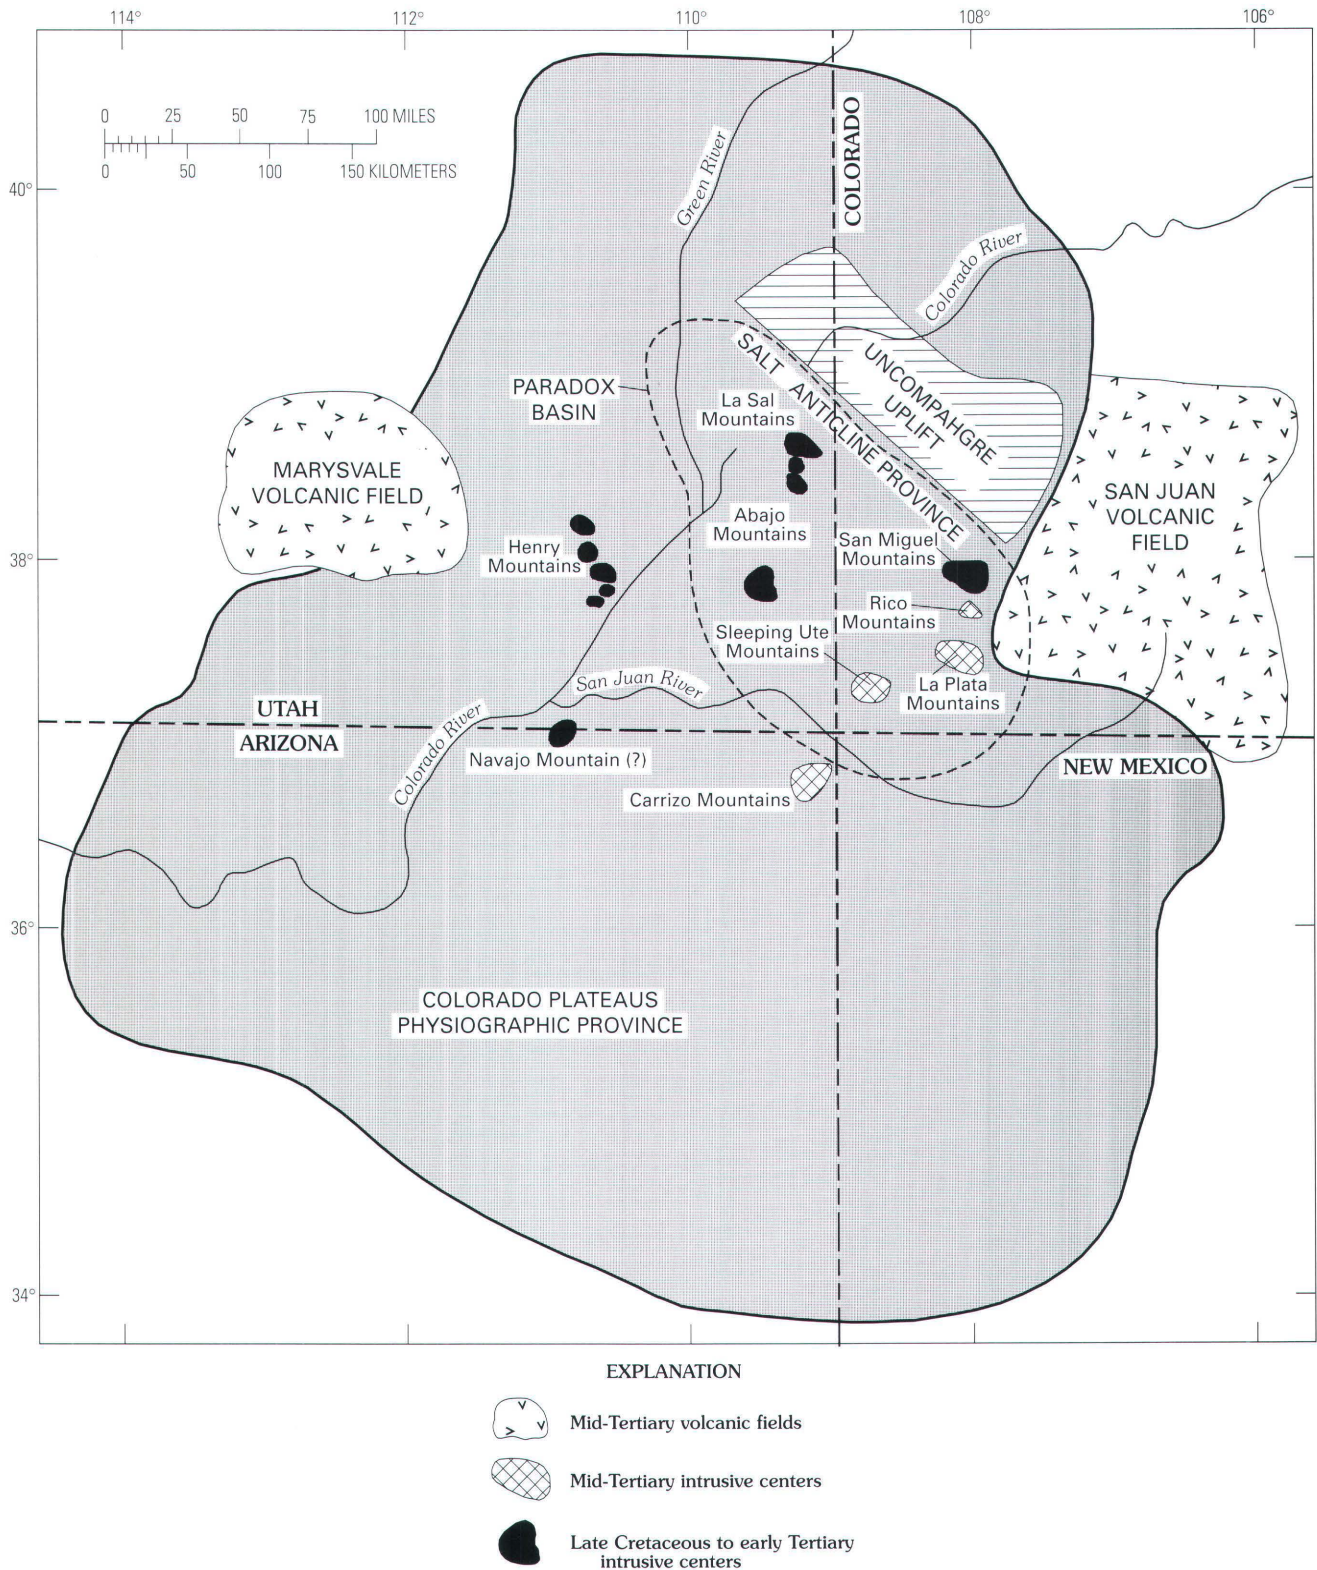 114°
112°
110°
108°
106°
0 25 50 75 100 MILES
0 50 100 150 KILOMETERS
40°
38°
36°
34°
Green River
COLORADO
Colorado River
PARADOX
BASIN
SALT ANTICLINE PROVINCE
UNCOMPAHGRE
UPLIFT
La Sal
Mountains
MARYSVALE
VOLCANIC FIELD
SAN JUAN
VOLCANIC
FIELD
Abajo
Mountains
San Miguel
Mountains
Henry
Mountains
Rico
Mountains
Sleeping Ute
Mountains
La Plata
Mountains
San Juan River
UTAH
ARIZONA
Colorado River
Navajo Mountain (?)
NEW MEXICO
Carrizo Mountains
COLORADO PLATEAUS
PHYSIOGRAPHIC PROVINCE
EXPLANATION
Mid-Tertiary volcanic fields
Mid-Tertiary intrusive centers
Late Cretaceous to early Tertiary
intrusive centers